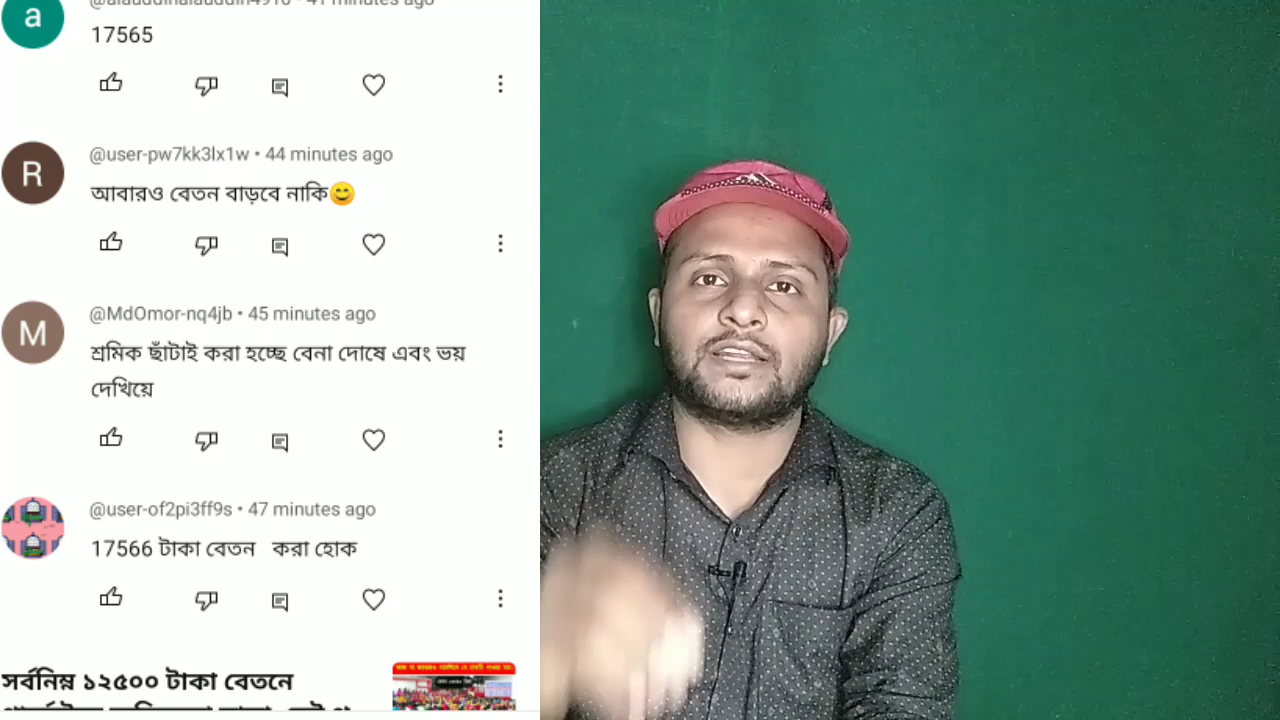 17565
@user-pw7kk3lx1w • 44 minutes ago
আবারও বেতন বাড়বে নাকি😊
@MdOmor-nq4jb • 45 minutes ago
শ্রমিক ছাঁটাই করা হচ্ছে বেনা দোষে এবং ভয়
দেখিয়ে
@user-of2pi3ff9s • 47 minutes ago
17566 টাকা বেতন করা হোক
সর্বনিম্ন ১২৫০০ টাকা বেতনে